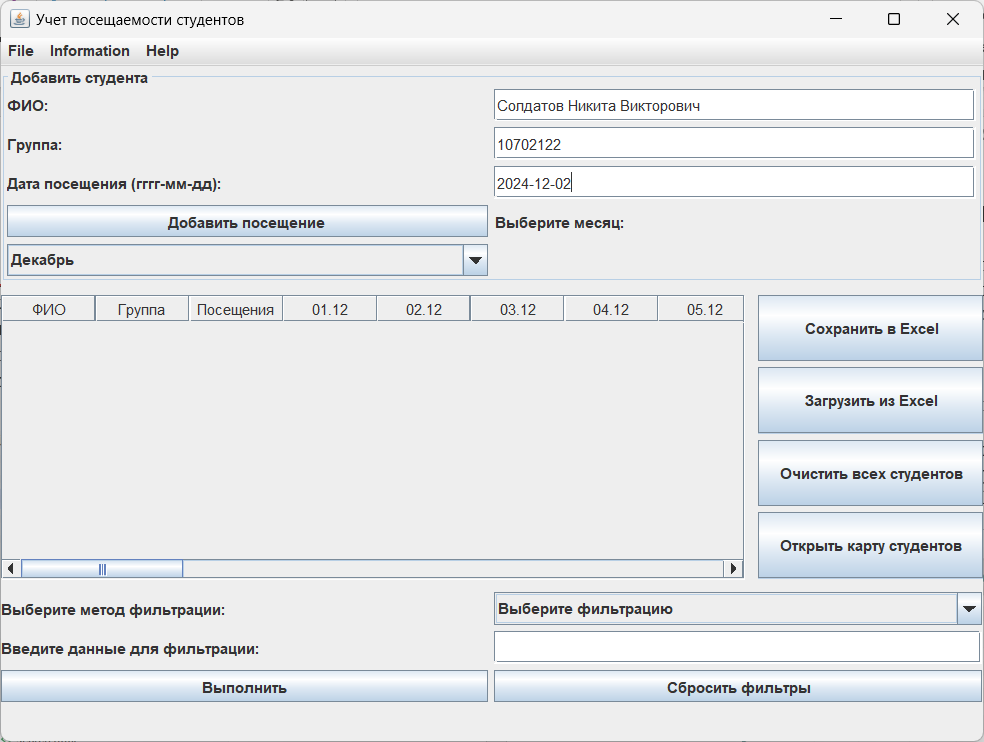 Учет посещаемости студентов
File Information Help
Добавить студента
ФИО:
Солдатов Никита Викторович
Группа:
10702122
Дата посещения (гггг-мм-дд):
2024-12-02
Добавить посещение
Выберите месяц:
Декабрь
ФИО Группа Посещения 01.12 02.12 03.12 04.12 05.12
Сохранить в Excel
Загрузить из Excel
Очистить всех студентов
Открыть карту студентов
Выберите метод фильтрации:
Выберите фильтрацию
Введите данные для фильтрации:
Выполнить
Сбросить фильтры